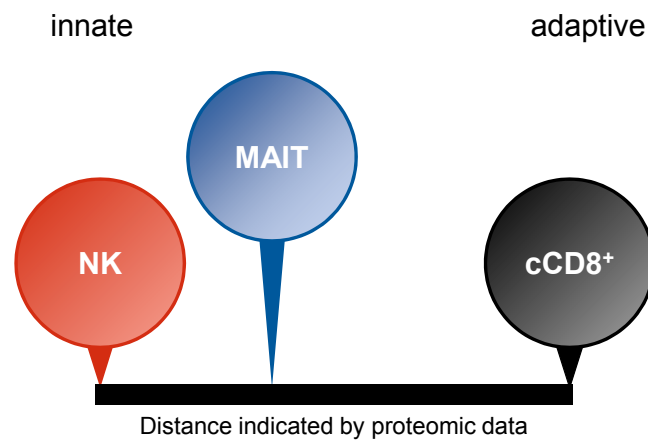 innate
adaptive
MAIT
NK
cCD8⁺
Distance indicated by proteomic data